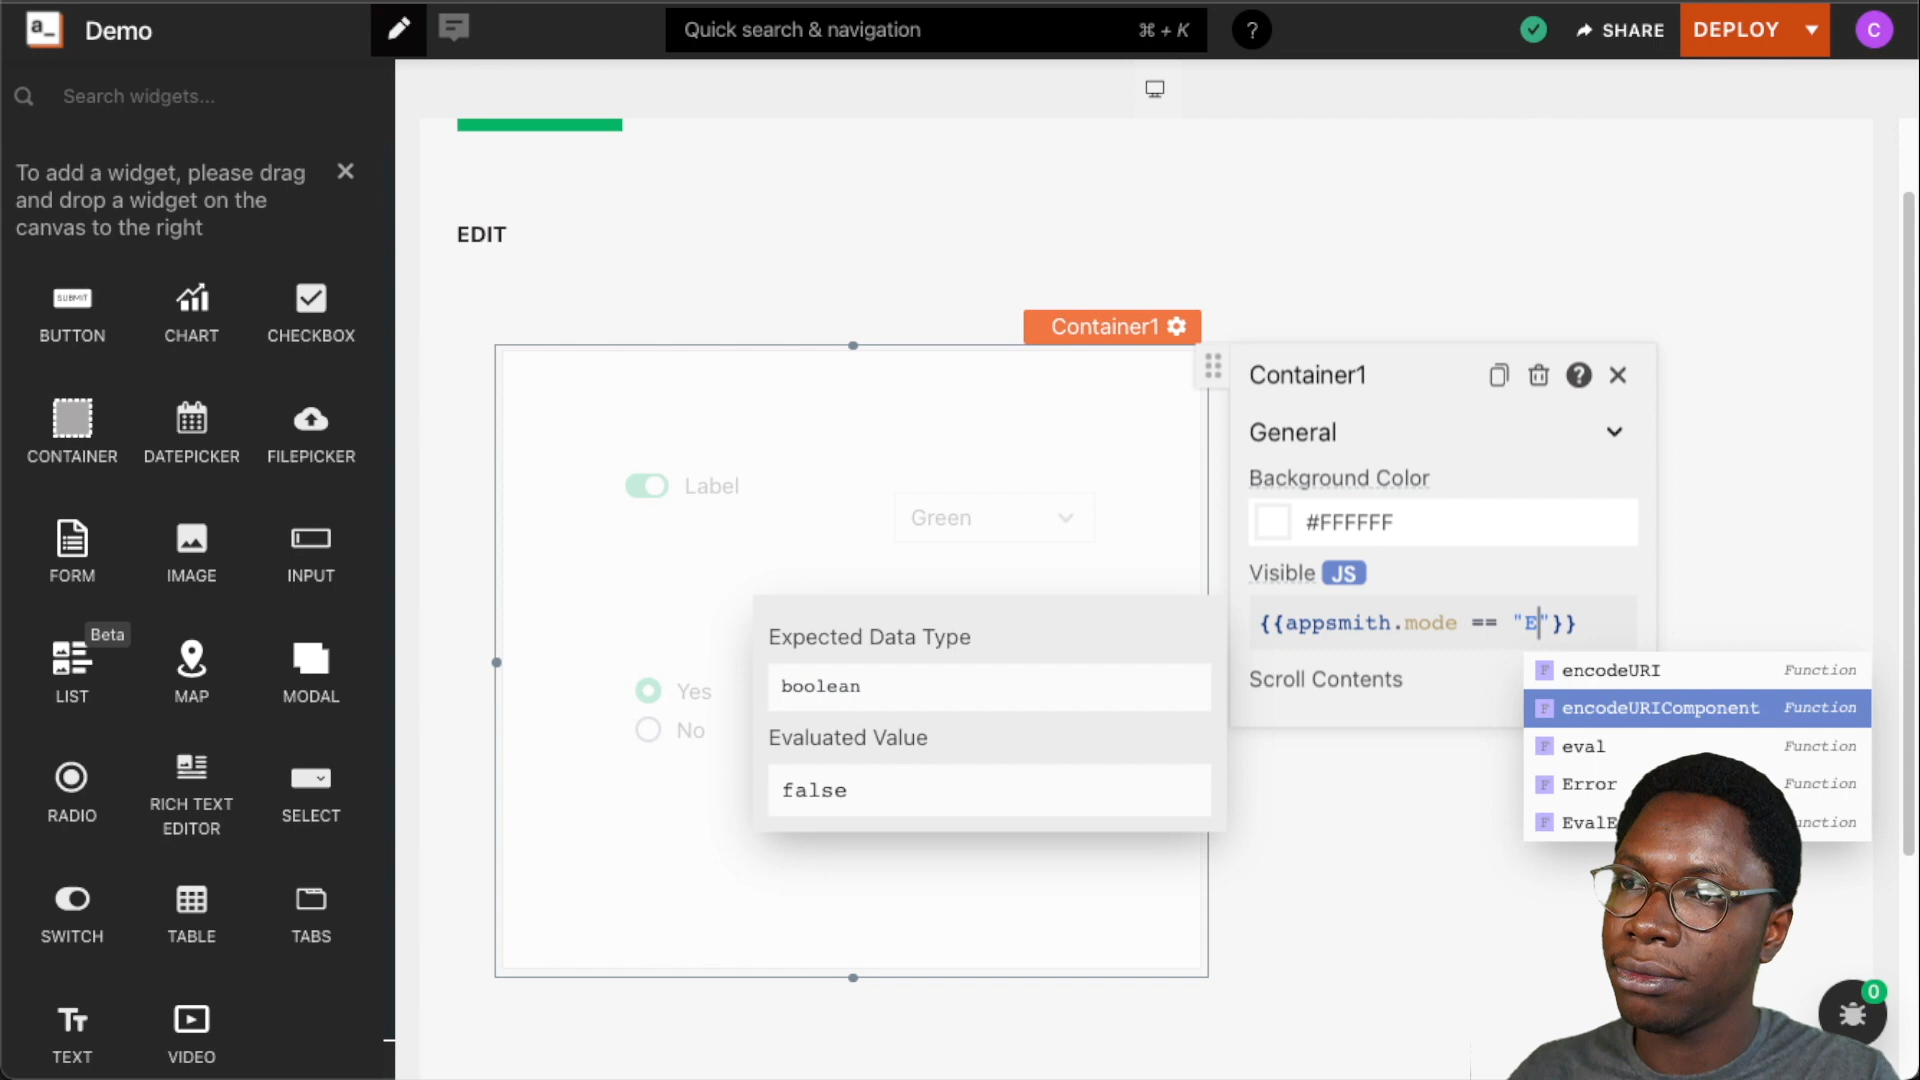 a_
Demo
Quick search & navigation
⌘ + K
?
SHARE
DEPLOY
C
Search widgets...
To add a widget, please drag
and drop a widget on the
canvas to the right
SUBMIT
BUTTON
CHART
CHECKBOX
CONTAINER
DATEPICKER
FILEPICKER
FORM
IMAGE
INPUT
Beta
LIST
MAP
MODAL
RADIO
RICH TEXT
EDITOR
SELECT
SWITCH
TABLE
TABS
Tт
TEXT
VIDEO
EDIT
Container1
Label
Green
Yes
No
Expected Data Type
boolean
Evaluated Value
false
Container1
?
General
Background Color
#FFFFFF
Visible JS
{{appsmith.mode == "E"}}
Scroll Contents
F encodeURI Function
F encodeURIComponent Function
F eval Function
F Error Function
F
0